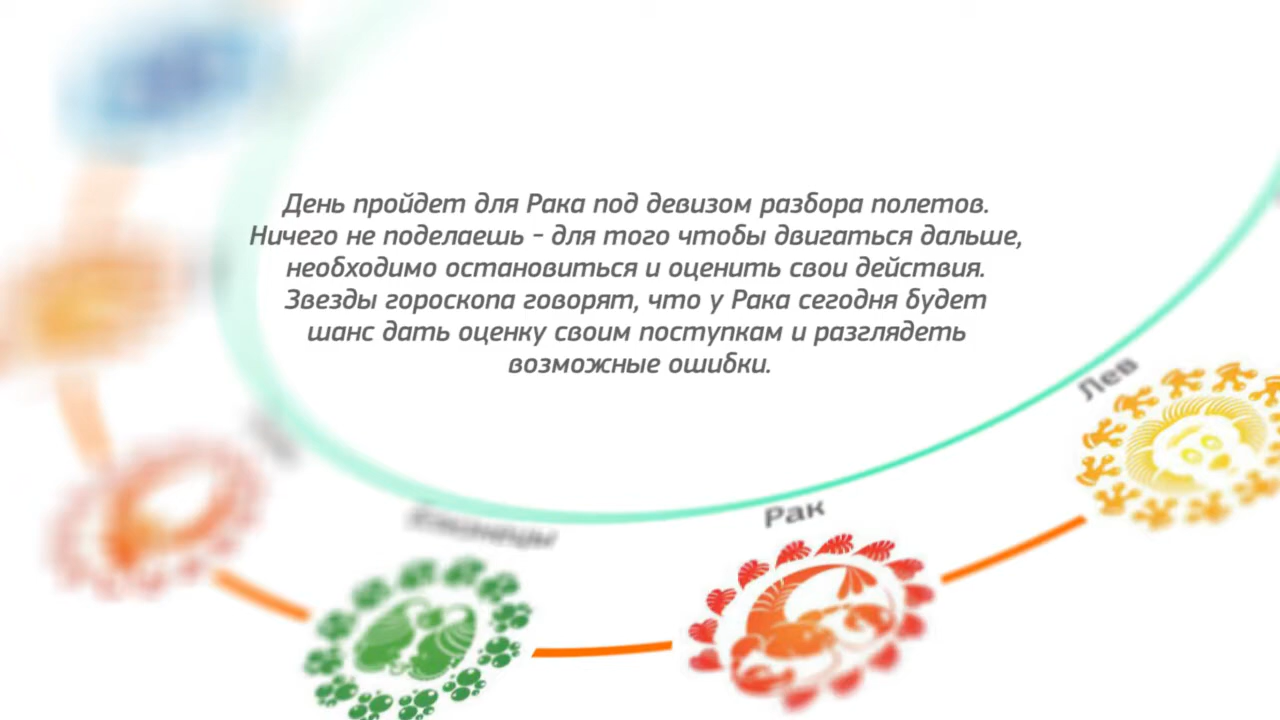 День пройдет для Рака под девизом разбора полетов.
Ничего не поделаешь - для того чтобы двигаться дальше,
необходимо остановиться и оценить свои действия.
Звезды гороскопа говорят, что у Рака сегодня будет
шанс дать оценку своим поступкам и разглядеть
возможные ошибки.
Лев
Рак
Близнецы